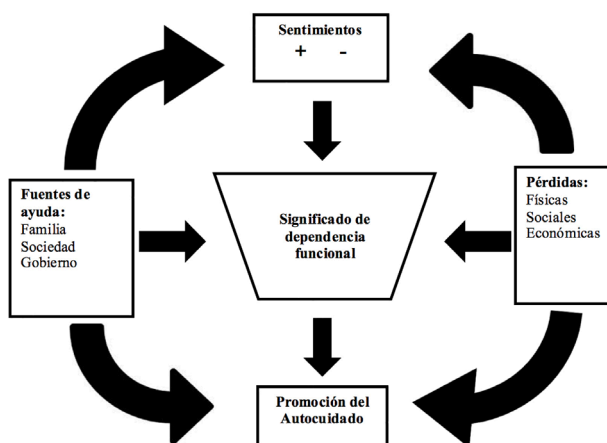 Sentimientos
+ -
Fuentes de
ayuda:
Familia
Sociedad
Gobierno
Significado de
dependencia
funcional
Pérdidas:
Físicas
Sociales
Económicas
Promoción del
Autocuidado